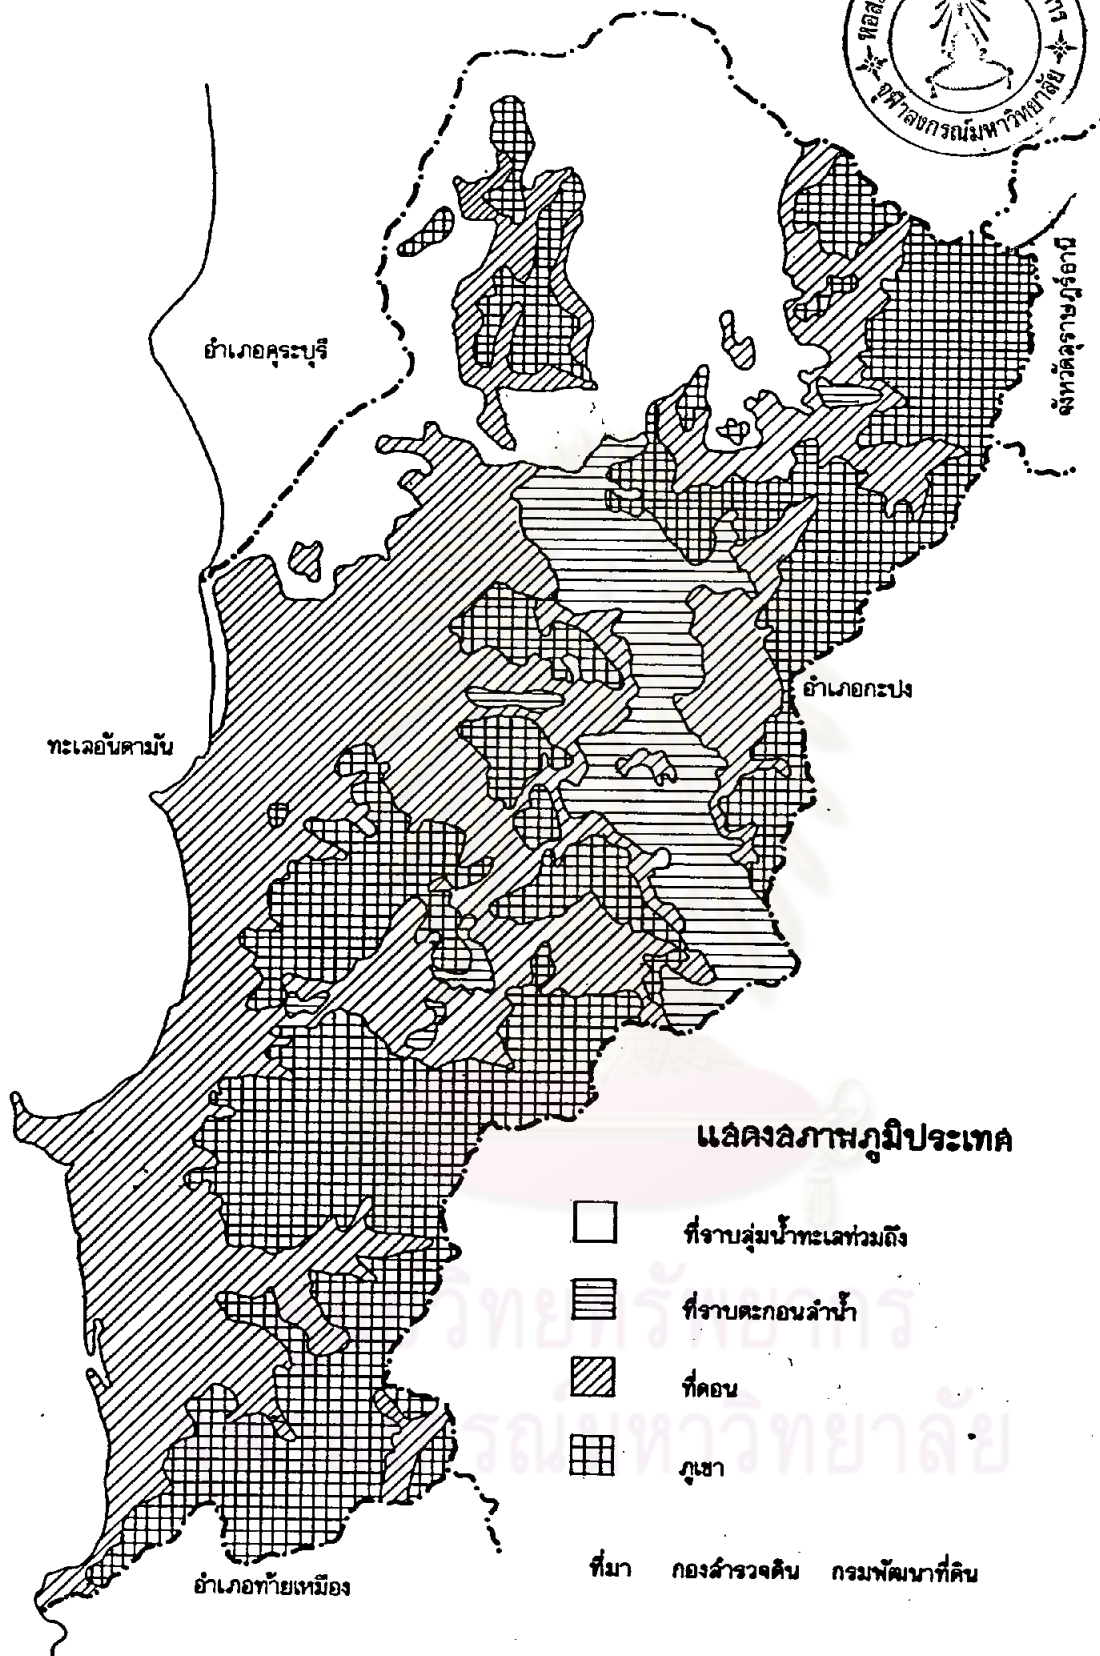 จุฬาลงกรณ์มหาวิทยาลัย
จังหวัดสุราษฎร์ธานี
อำเภอคุระบุรี
อำเภอกะปง
ทะเลอันดามัน
แสดงสภาพภูมิประเทศ
ที่ราบลุ่มน้ำทะเลท่วมถึง
ที่ราบตะกอนลำน้ำ
ที่ดอน
ภูเขา
ที่มา กองสำรวจดิน กรมพัฒนาที่ดิน
อำเภอท้ายเหมือง